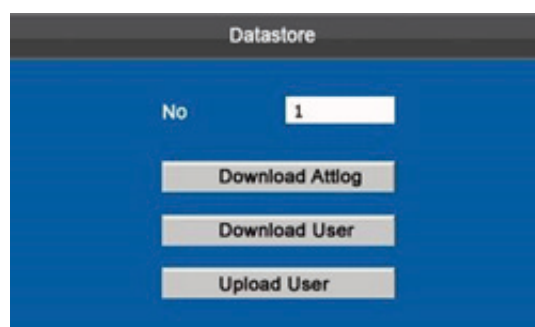 Datastore
No 1
Download Attlog
Download User
Upload User